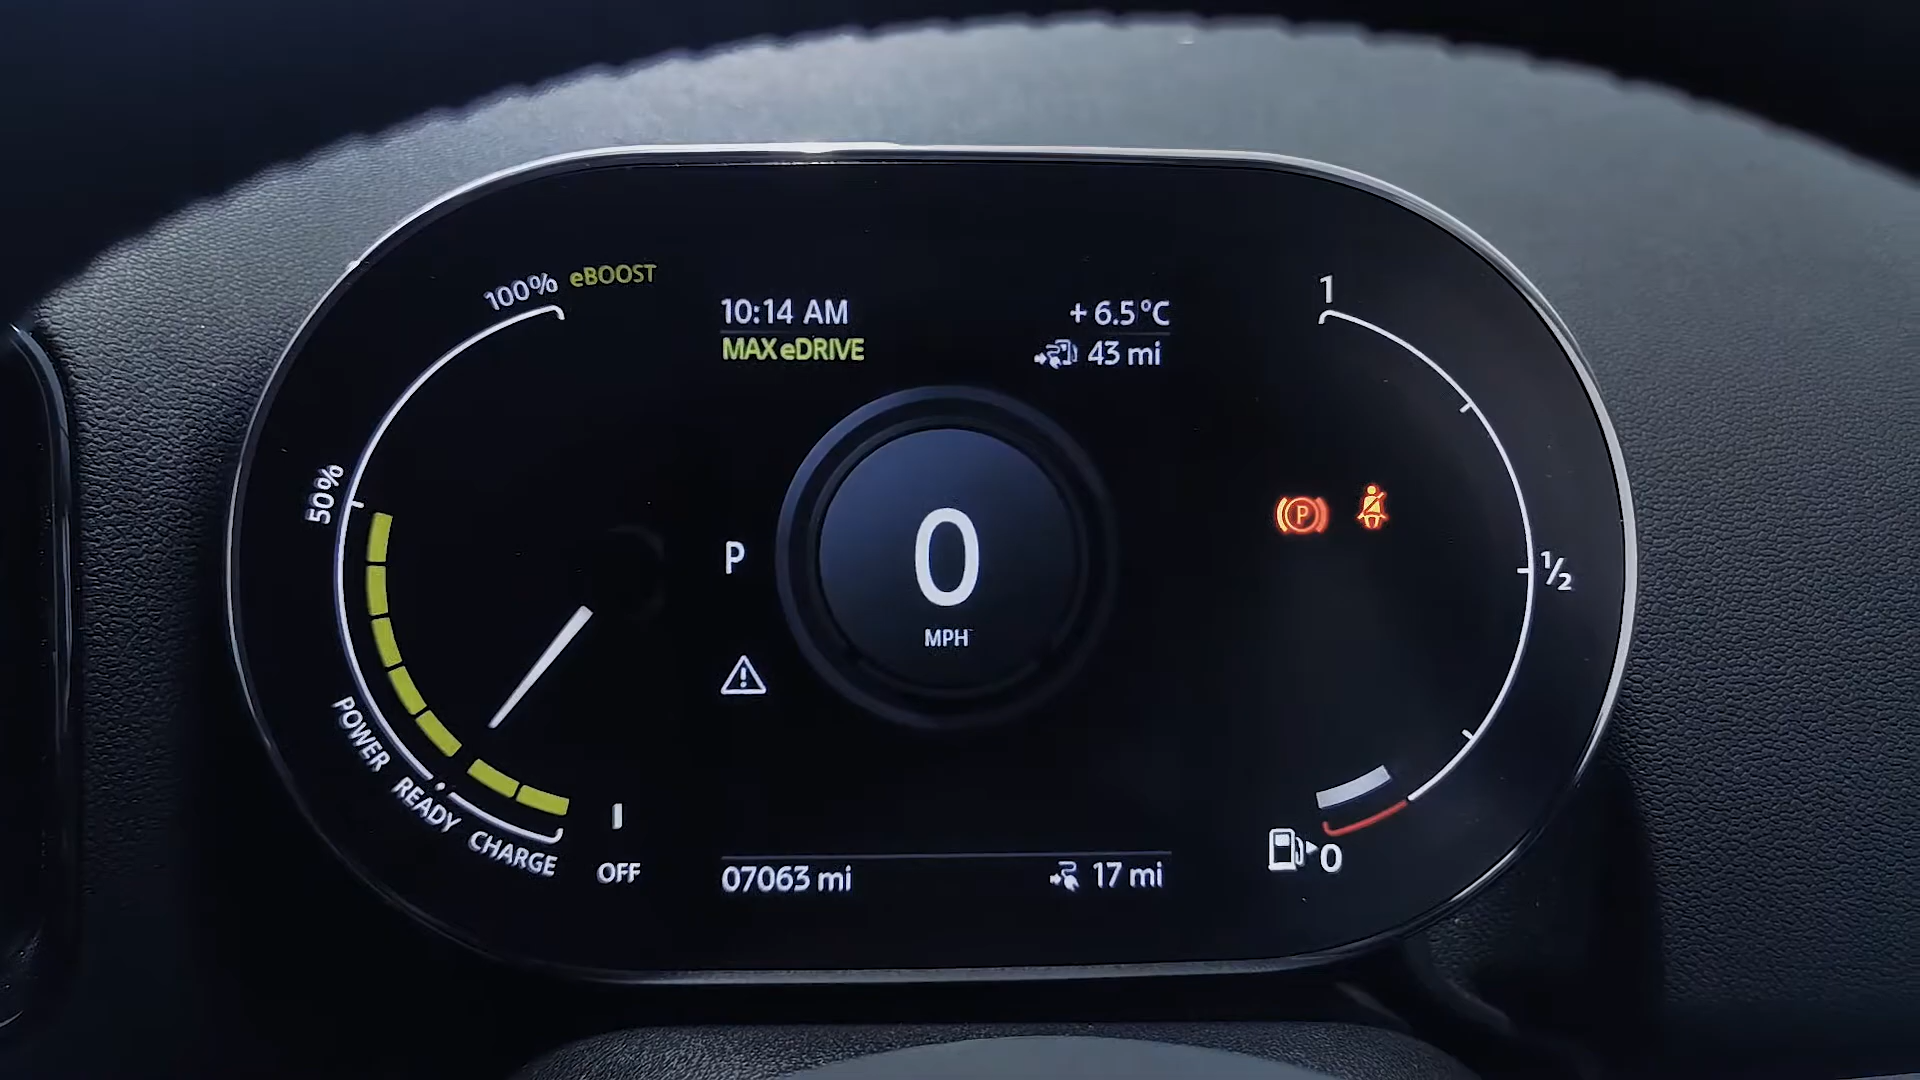 100% eBOOST
10:14 AM
+ 6.5°C
MAX eDRIVE
43 mi
1
50%
P
0
MPH
P
½
POWER
READY
CHARGE
OFF
07063 mi
17 mi
0